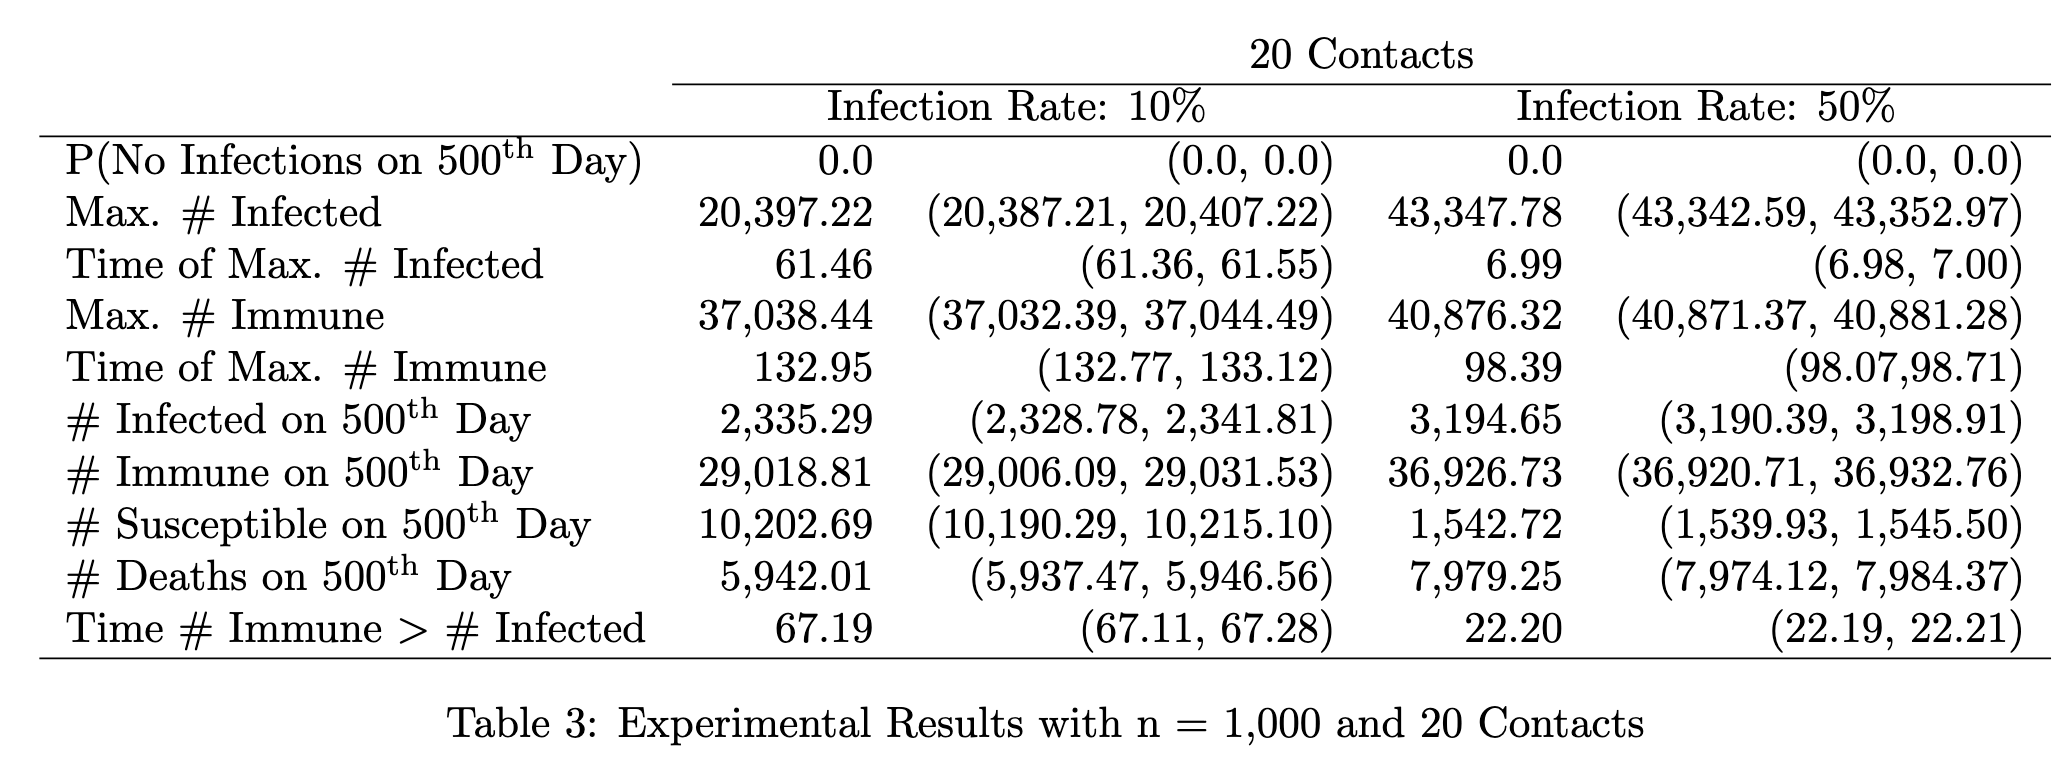 20 Contacts
Infection Rate: 10% Infection Rate: 50%
P(No Infections on 500th Day) 0.0 (0.0, 0.0) 0.0 (0.0, 0.0)
Max. # Infected 20,397.22 (20,387.21, 20,407.22) 43,347.78 (43,342.59, 43,352.97)
Time of Max. # Infected 61.46 (61.36, 61.55) 6.99 (6.98, 7.00)
Max. # Immune 37,038.44 (37,032.39, 37,044.49) 40,876.32 (40,871.37, 40,881.28)
Time of Max. # Immune 132.95 (132.77, 133.12) 98.39 (98.07,98.71)
# Infected on 500th Day 2,335.29 (2,328.78, 2,341.81) 3,194.65 (3,190.39, 3,198.91)
# Immune on 500th Day 29,018.81 (29,006.09, 29,031.53) 36,926.73 (36,920.71, 36,932.76)
# Susceptible on 500th Day 10,202.69 (10,190.29, 10,215.10) 1,542.72 (1,539.93, 1,545.50)
# Deaths on 500th Day 5,942.01 (5,937.47, 5,946.56) 7,979.25 (7,974.12, 7,984.37)
Time # Immune > # Infected 67.19 (67.11, 67.28) 22.20 (22.19, 22.21)
Table 3: Experimental Results with n = 1,000 and 20 Contacts